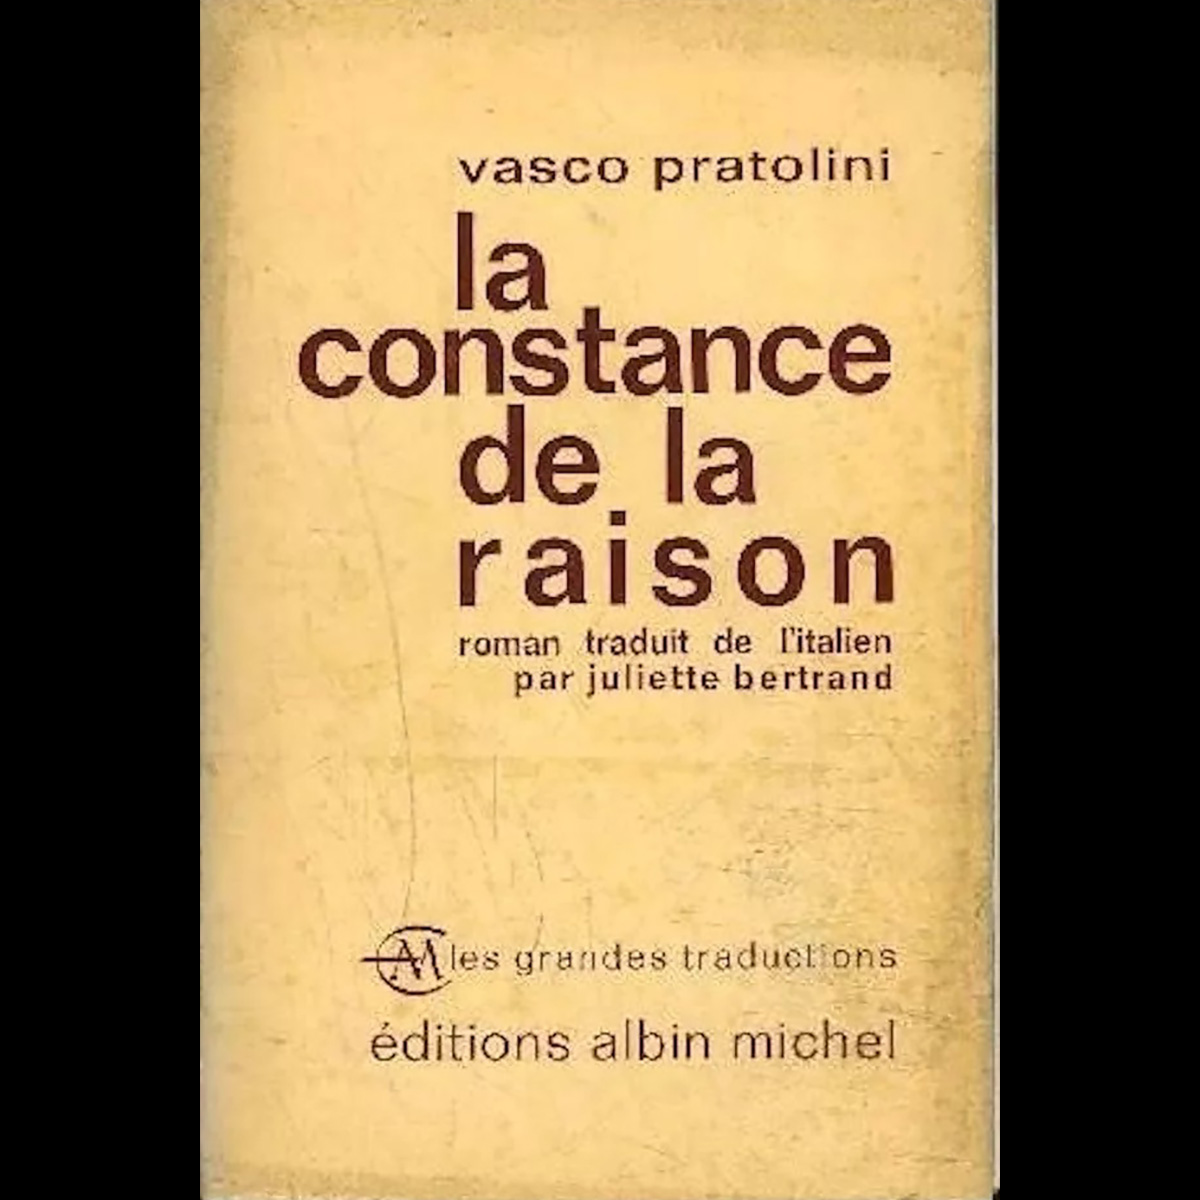 vasco pratolini
la
constance
de la
raison
roman traduit de l'italien
par juliette bertrand
AM les grandes traductions
éditions albin michel